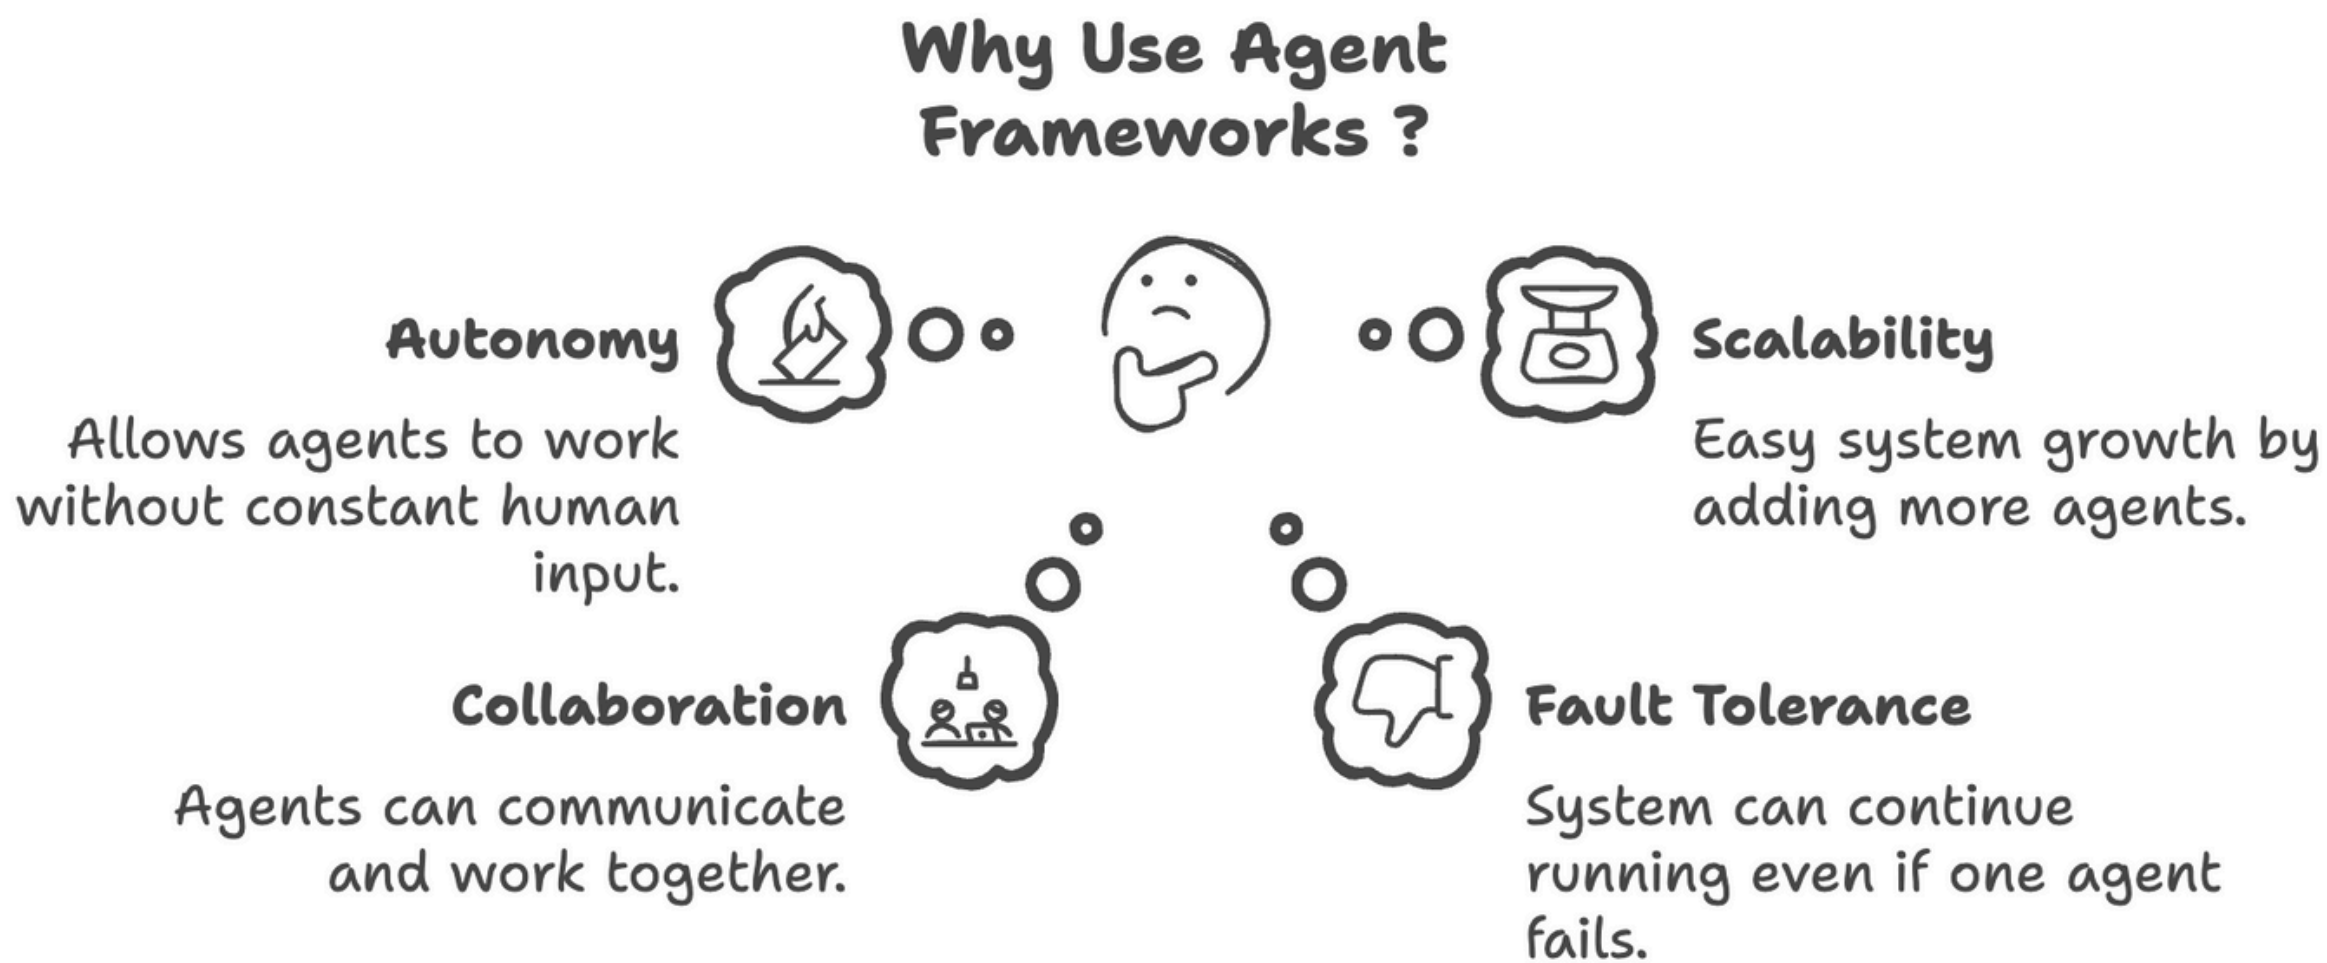 Why Use Agent
Frameworks ?
Autonomy
Allows agents to work
without constant human
input.
Scalability
Easy system growth by
adding more agents.
Collaboration
Agents can communicate
and work together.
Fault Tolerance
System can continue
running even if one agent
fails.